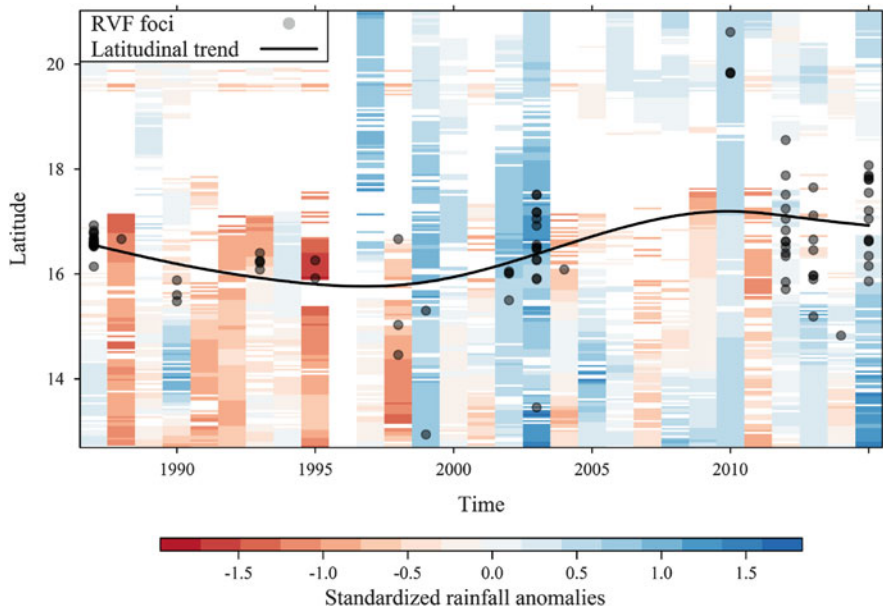 RVF foci
Latitudinal trend
20
18
16
14
Latitude
1990 1995 2000 2005 2010
Time
-1.5 -1.0 -0.5 0.0 0.5 1.0 1.5
Standardized rainfall anomalies